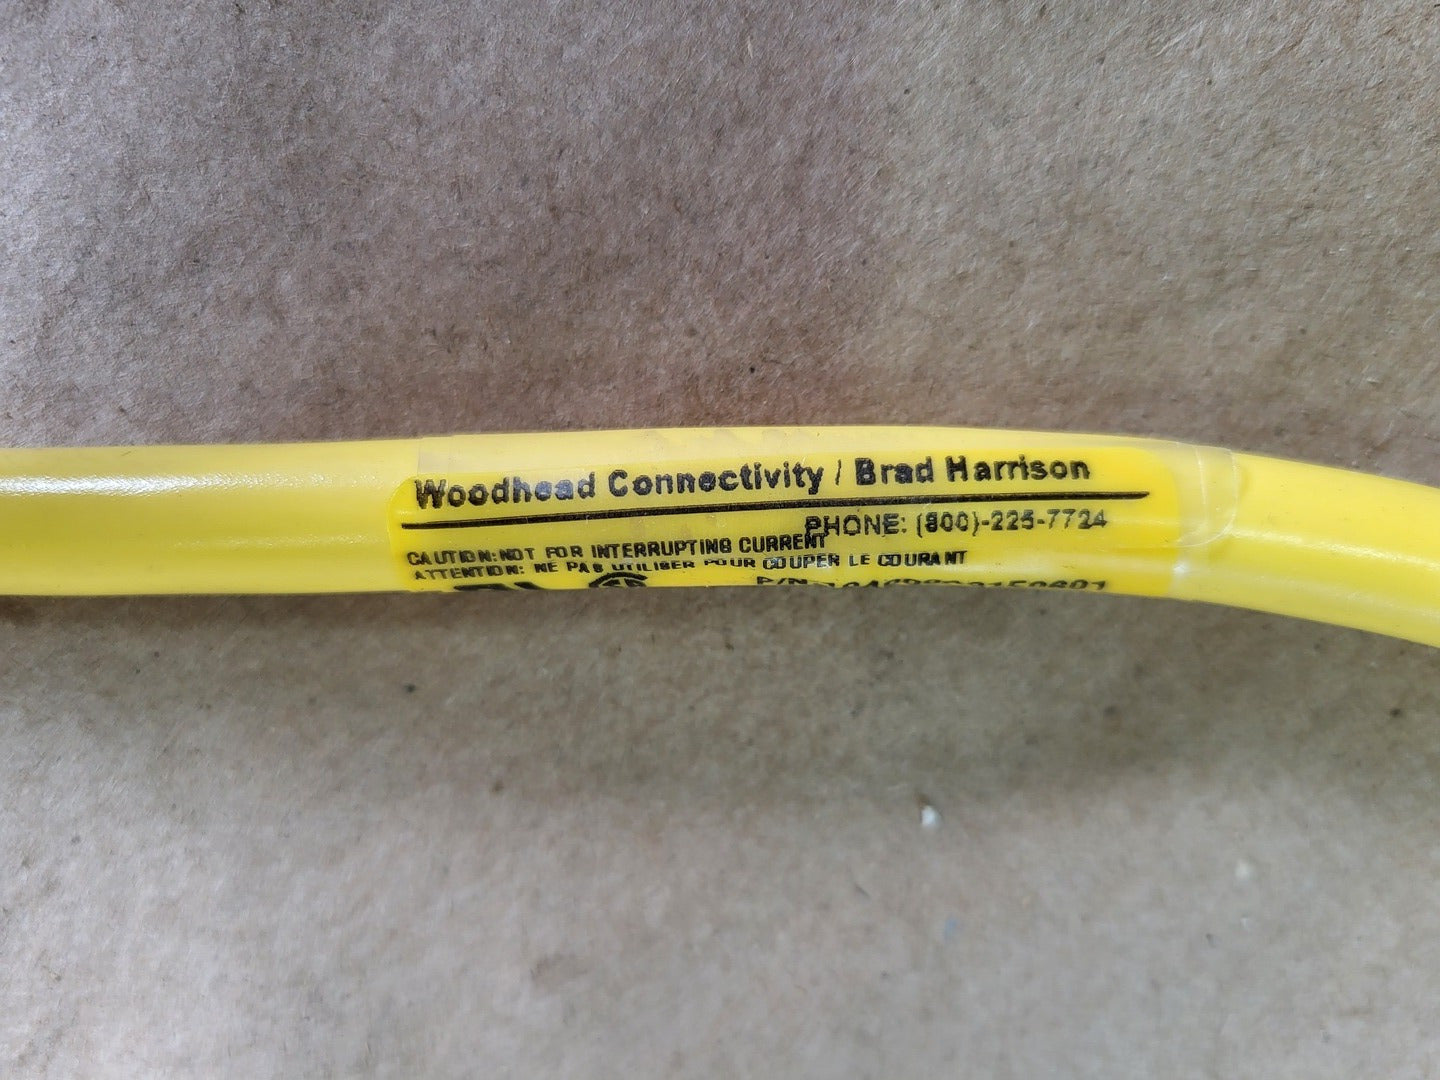 Woodhead Connectivity / Brad Harrison
PHONE: (800)-225-7724
CAUTION: NOT FOR INTERRUPTING CURRENT
ATTENTION: NE PAS UTILISER POUR COUPER LE COURANT
P/N